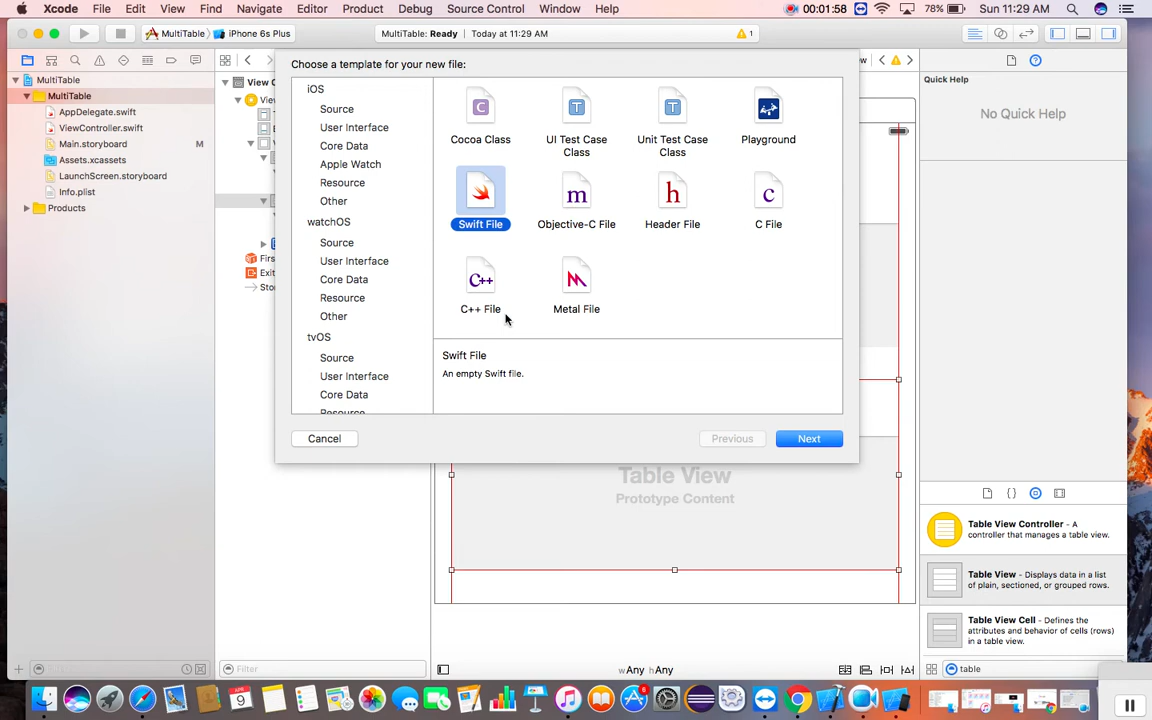 Xcode File Edit View Find Navigate Editor Product Debug Source Control Window Help 00:01:58 78% Sun 11:29 AM
MultiTable iPhone 6s Plus MultiTable: Ready Today at 11:29 AM 1
Choose a template for your new file:
MultiTable
MultiTable
AppDelegate.swift
ViewController.swift
Main.storyboard M
Assets.xcassets
LaunchScreen.storyboard
Info.plist
Products
View C
Exit
iOS
Source
User Interface
Core Data
Apple Watch
Resource
Other
watchOS
Source
User Interface
Core Data
Resource
Other
tvOS
Source
User Interface
Core Data
Resource
Cocoa Class
UI Test Case Class
Unit Test Case Class
Playground
Swift File
Objective-C File
Header File
C File
C++ File
Metal File
Swift File
An empty Swift file.
Cancel Previous Next
Table View
Prototype Content
Quick Help
No Quick Help
Table View Controller - A
controller that manages a table view.
Table View - Displays data in a list
of plain, sectioned, or grouped rows.
Table View Cell - Defines the
attributes and behavior of cells (rows)
in a table view.
Filter
wAny hAny
table